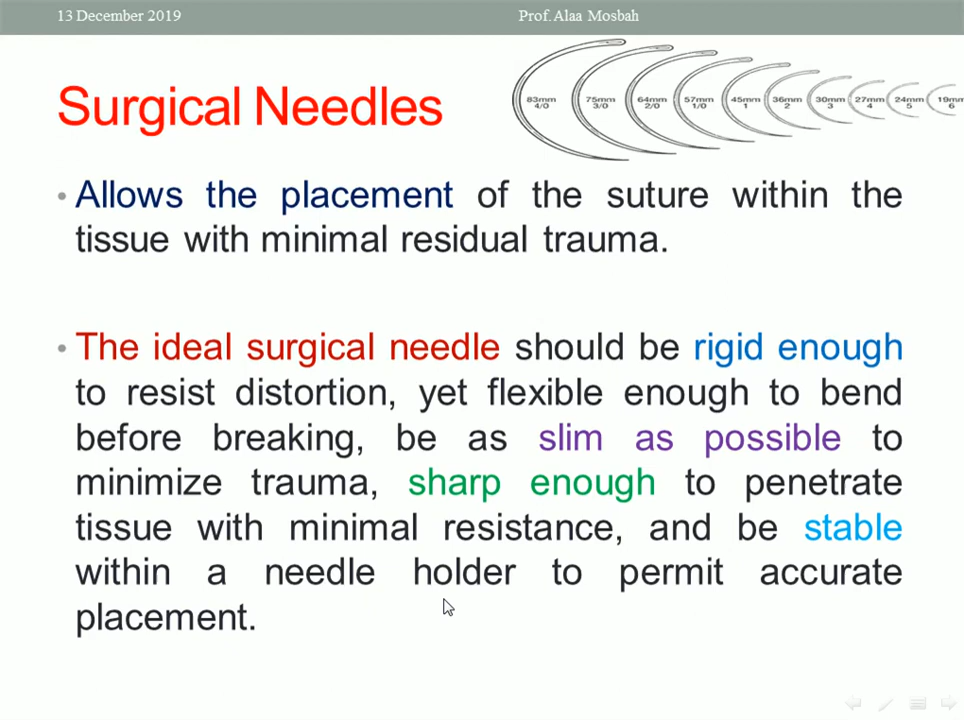 13 December 2019
Prof. Alaa Mosbah
Surgical Needles
83mm 75mm 64mm 57mm 45mm 36mm 30mm 27mm 24mm 19mm
4/0 3/0 2/0 1/0 1 2 3 4 5 6
• Allows the placement of the suture within the
tissue with minimal residual trauma.
• The ideal surgical needle should be rigid enough
to resist distortion, yet flexible enough to bend
before breaking, be as slim as possible to
minimize trauma, sharp enough to penetrate
tissue with minimal resistance, and be stable
within a needle holder to permit accurate
placement.